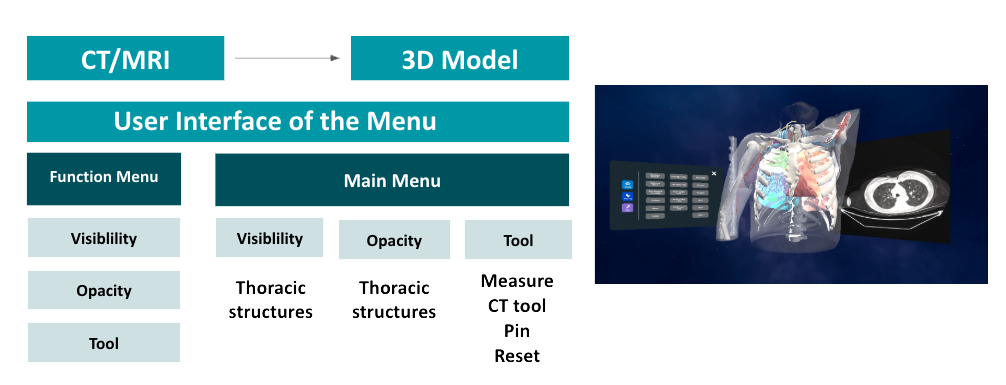 CT/MRI
3D Model
User Interface of the Menu
Function Menu
Main Menu
Visiblility
Visiblility
Opacity
Tool
Opacity
Thoracic
structures
Thoracic
structures
Measure
CT tool
Pin
Reset
Tool